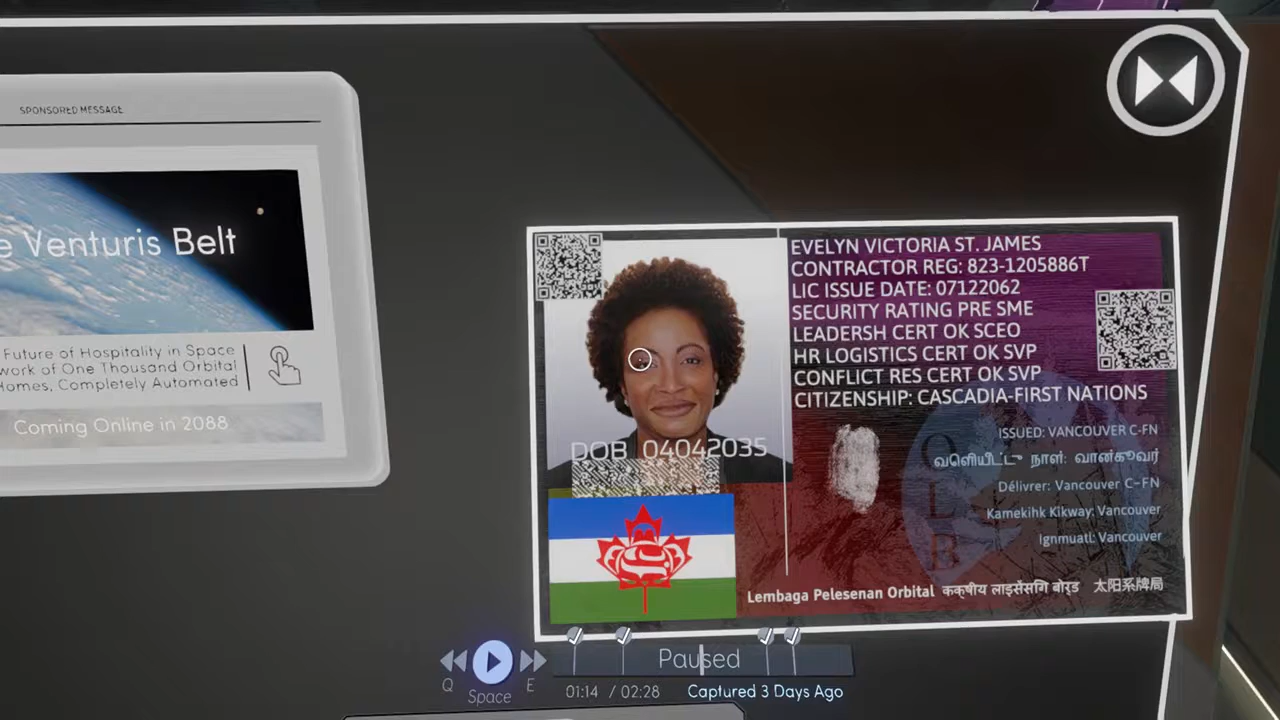 SPONSORED MESSAGE
e Venturis Belt
Future of Hospitality in Space
work of One Thousand Orbital
Homes, Completely Automated
Coming Online in 2088
EVELYN VICTORIA ST. JAMES
CONTRACTOR REG: 823-1205886T
LIC ISSUE DATE: 07122062
SECURITY RATING PRE SME
LEADERSH CERT OK SCEO
HR LOGISTICS CERT OK SVP
CONFLICT RES CERT OK SVP
CITIZENSHIP: CASCADIA-FIRST NATIONS
DOB 04042035
ISSUED: VANCOUVER C-FN
வெளியீட்டு நாள்: வான்கூவர்
Délivrer: Vancouver C-FN
Kamekihk Kikway: Vancouver
Ignmuatl: Vancouver
OLB
Lembaga Pelesenan Orbital कक्षीय लाइसेंसिंग बोर्ड 太阳系牌局
Paused
Q Space E
01:14 / 02:28 Captured 3 Days Ago